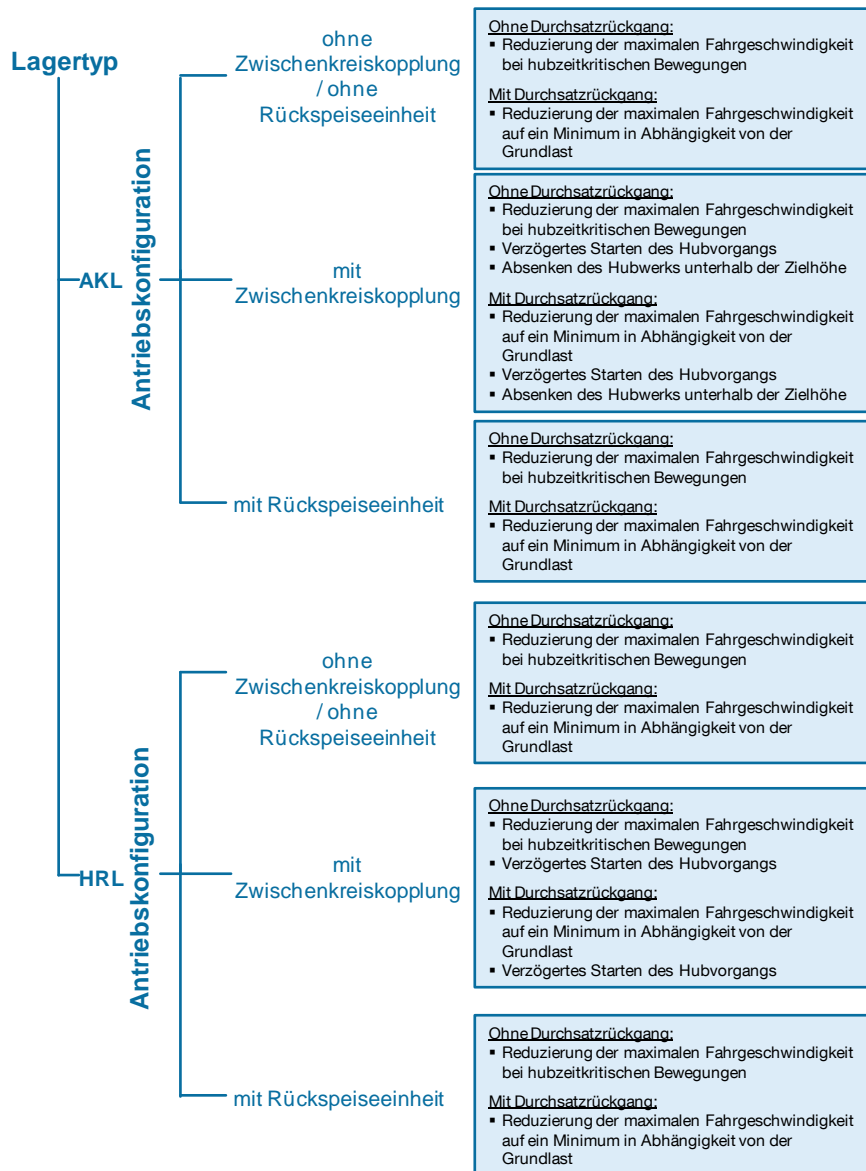 Lagertyp
AKL
Antriebskonfiguration
ohne
Zwischenkreiskopplung
/ ohne
Rückspeiseeinheit
Ohne Durchsatzrückgang:
▪ Reduzierung der maximalen Fahrgeschwindigkeit
bei hubzeitkritischen Bewegungen
Mit Durchsatzrückgang:
▪ Reduzierung der maximalen Fahrgeschwindigkeit
auf ein Minimum in Abhängigkeit von der
Grundlast
mit
Zwischenkreiskopplung
Ohne Durchsatzrückgang:
▪ Reduzierung der maximalen Fahrgeschwindigkeit
bei hubzeitkritischen Bewegungen
▪ Verzögertes Starten des Hubvorgangs
▪ Absenken des Hubwerks unterhalb der Zielhöhe
Mit Durchsatzrückgang:
▪ Reduzierung der maximalen Fahrgeschwindigkeit
auf ein Minimum in Abhängigkeit von der
Grundlast
▪ Verzögertes Starten des Hubvorgangs
▪ Absenken des Hubwerks unterhalb der Zielhöhe
mit Rückspeiseeinheit
Ohne Durchsatzrückgang:
▪ Reduzierung der maximalen Fahrgeschwindigkeit
bei hubzeitkritischen Bewegungen
Mit Durchsatzrückgang:
▪ Reduzierung der maximalen Fahrgeschwindigkeit
auf ein Minimum in Abhängigkeit von der
Grundlast
HRL
Antriebskonfiguration
ohne
Zwischenkreiskopplung
/ ohne
Rückspeiseeinheit
Ohne Durchsatzrückgang:
▪ Reduzierung der maximalen Fahrgeschwindigkeit
bei hubzeitkritischen Bewegungen
Mit Durchsatzrückgang:
▪ Reduzierung der maximalen Fahrgeschwindigkeit
auf ein Minimum in Abhängigkeit von der
Grundlast
mit
Zwischenkreiskopplung
Ohne Durchsatzrückgang:
▪ Reduzierung der maximalen Fahrgeschwindigkeit
bei hubzeitkritischen Bewegungen
▪ Verzögertes Starten des Hubvorgangs
Mit Durchsatzrückgang:
▪ Reduzierung der maximalen Fahrgeschwindigkeit
auf ein Minimum in Abhängigkeit von der
Grundlast
▪ Verzögertes Starten des Hubvorgangs
mit Rückspeiseeinheit
Ohne Durchsatzrückgang:
▪ Reduzierung der maximalen Fahrgeschwindigkeit
bei hubzeitkritischen Bewegungen
Mit Durchsatzrückgang:
▪ Reduzierung der maximalen Fahrgeschwindigkeit
auf ein Minimum in Abhängigkeit von der
Grundlast